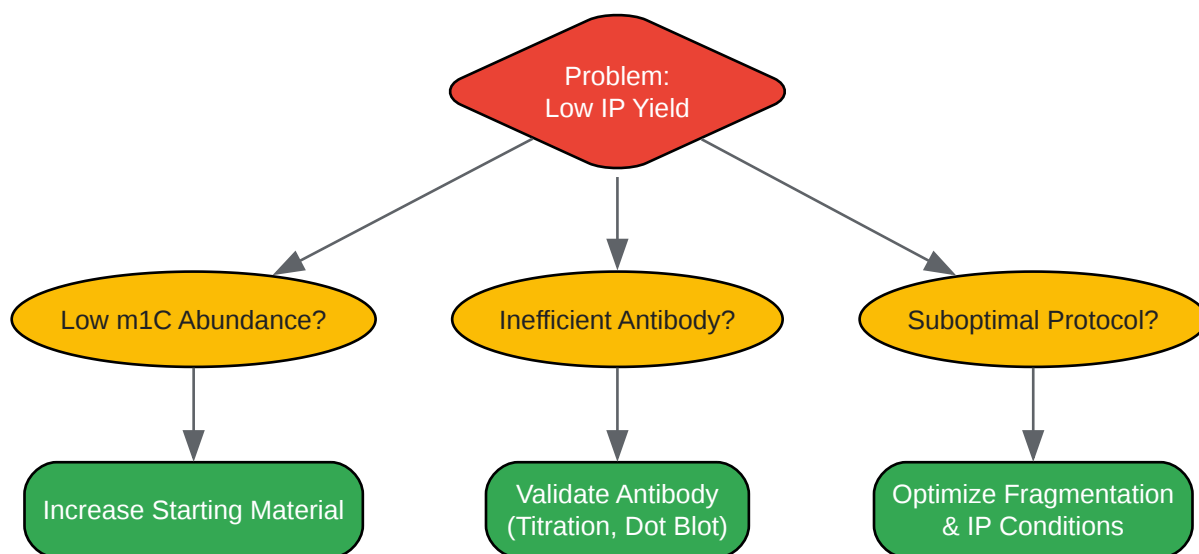 Problem:
Low IP Yield
Low m1C Abundance?
Inefficient Antibody?
Suboptimal Protocol?
Increase Starting Material
Validate Antibody
(Titration, Dot Blot)
Optimize Fragmentation
& IP Conditions